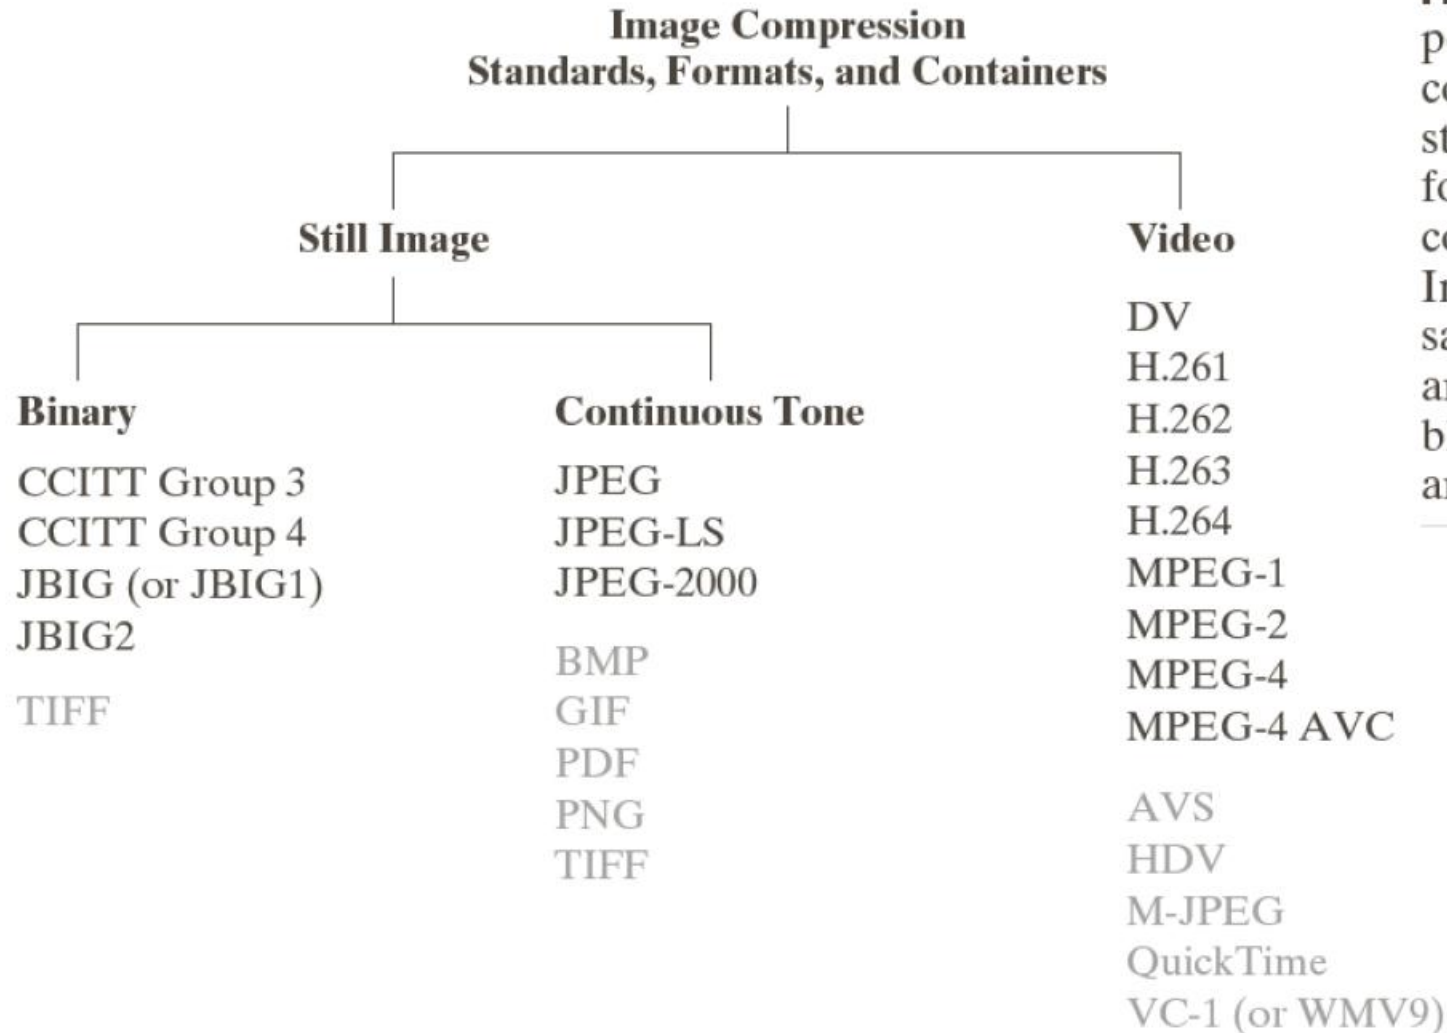 Image Compression
Standards, Formats, and Containers
Still Image
Binary
CCITT Group 3
CCITT Group 4
JBIG (or JBIG1)
JBIG2
TIFF
Continuous Tone
JPEG
JPEG-LS
JPEG-2000
BMP
GIF
PDF
PNG
TIFF
Video
DV
H.261
H.262
H.263
H.264
MPEG-1
MPEG-2
MPEG-4
MPEG-4 AVC
AVS
HDV
M-JPEG
QuickTime
VC-1 (or WMV9)